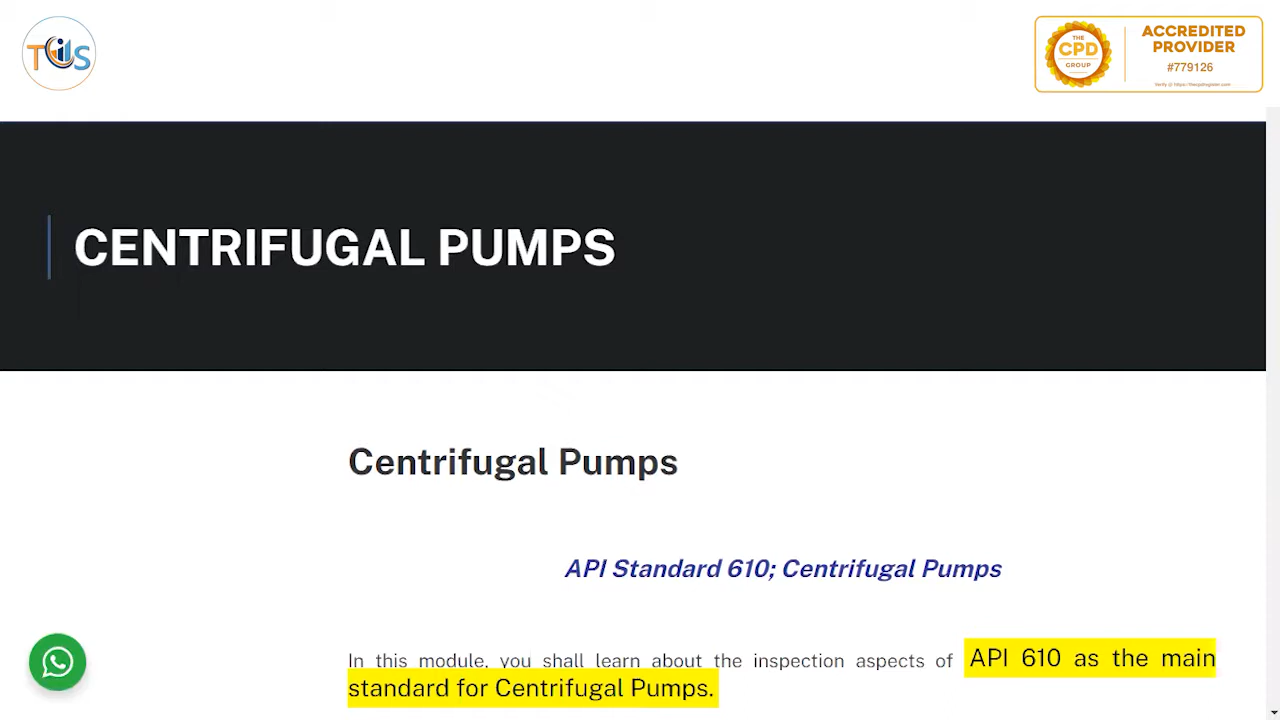 TiS
THE
CPD
GROUP
ACCREDITED
PROVIDER
#779126
CENTRIFUGAL PUMPS
Centrifugal Pumps
API Standard 610; Centrifugal Pumps
In this module, you shall learn about the inspection aspects of API 610 as the main
standard for Centrifugal Pumps.